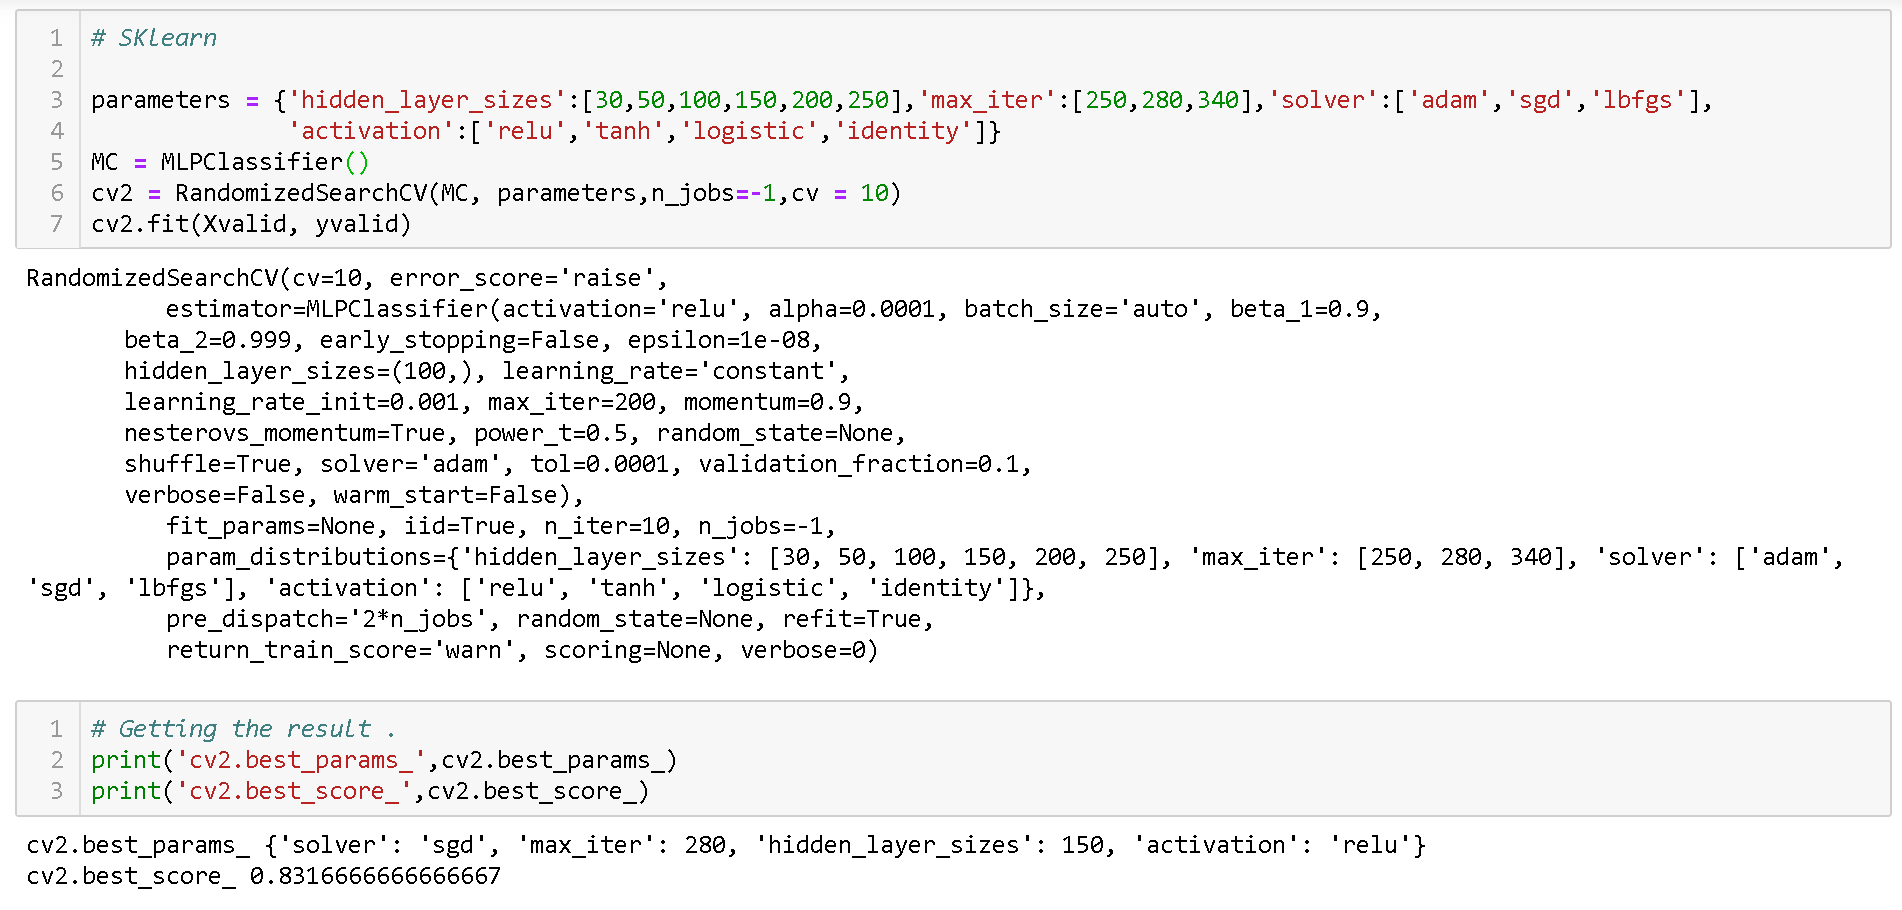 1 # SKlearn
2
3 parameters = {'hidden_layer_sizes':[30,50,100,150,200,250],'max_iter':[250,280,340],'solver':['adam','sgd','lbfgs'],
4               'activation':['relu','tanh','logistic','identity']}
5 MC = MLPClassifier()
6 cv2 = RandomizedSearchCV(MC, parameters,n_jobs=-1,cv = 10)
7 cv2.fit(Xvalid, yvalid)
RandomizedSearchCV(cv=10, error_score='raise',
          estimator=MLPClassifier(activation='relu', alpha=0.0001, batch_size='auto', beta_1=0.9,
       beta_2=0.999, early_stopping=False, epsilon=1e-08,
       hidden_layer_sizes=(100,), learning_rate='constant',
       learning_rate_init=0.001, max_iter=200, momentum=0.9,
       nesterovs_momentum=True, power_t=0.5, random_state=None,
       shuffle=True, solver='adam', tol=0.0001, validation_fraction=0.1,
       verbose=False, warm_start=False),
          fit_params=None, iid=True, n_iter=10, n_jobs=-1,
          param_distributions={'hidden_layer_sizes': [30, 50, 100, 150, 200, 250], 'max_iter': [250, 280, 340], 'solver': ['adam',
'sgd', 'lbfgs'], 'activation': ['relu', 'tanh', 'logistic', 'identity']},
          pre_dispatch='2*n_jobs', random_state=None, refit=True,
          return_train_score='warn', scoring=None, verbose=0)
1 # Getting the result .
2 print('cv2.best_params_',cv2.best_params_)
3 print('cv2.best_score_',cv2.best_score_)
cv2.best_params_ {'solver': 'sgd', 'max_iter': 280, 'hidden_layer_sizes': 150, 'activation': 'relu'}
cv2.best_score_ 0.8316666666666667